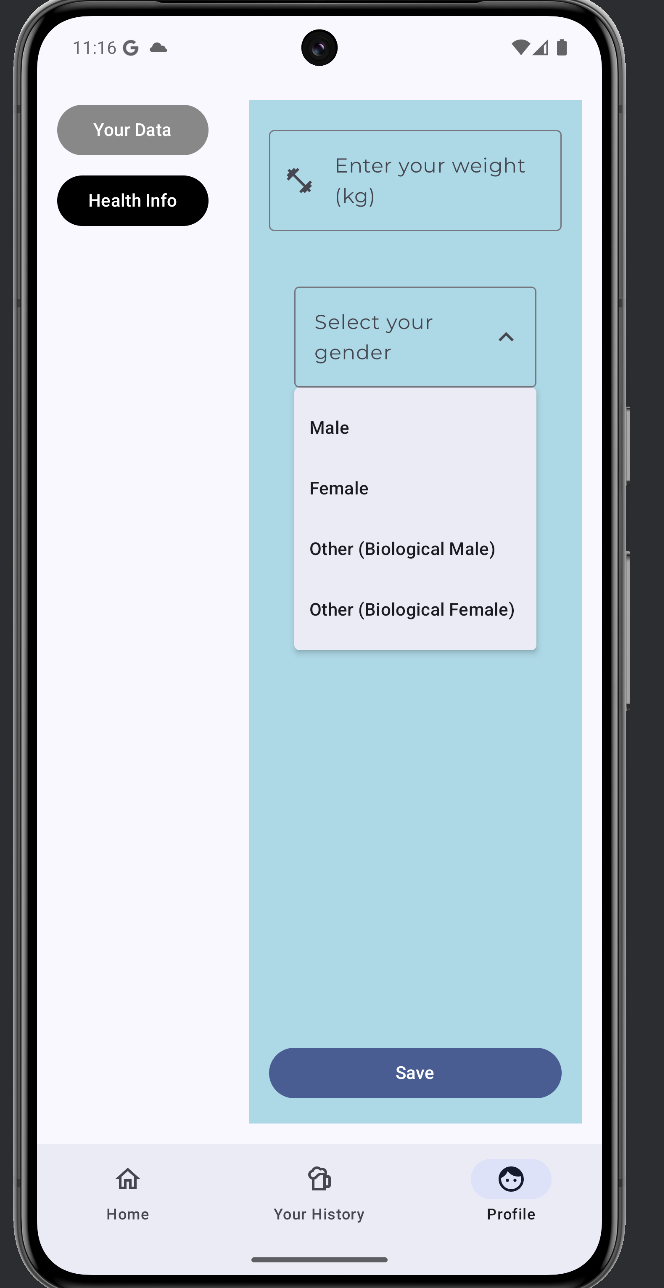 11:16 G
Your Data
Health Info
Enter your weight
(kg)
Select your
gender
Male
Female
Other (Biological Male)
Other (Biological Female)
Save
Home
Your History
Profile